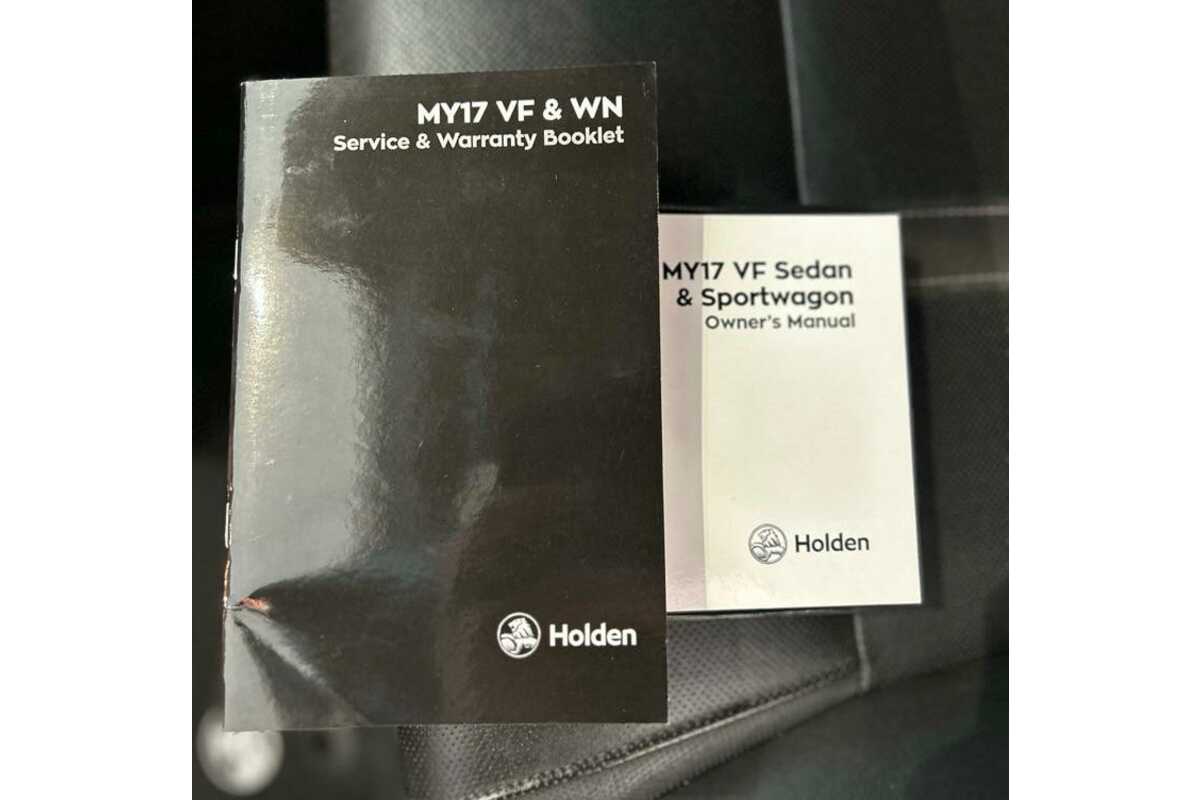 MY17 VF & WN
Service & Warranty Booklet
Holden
MY17 VF Sedan
& Sportwagon
Owner's Manual
Holden